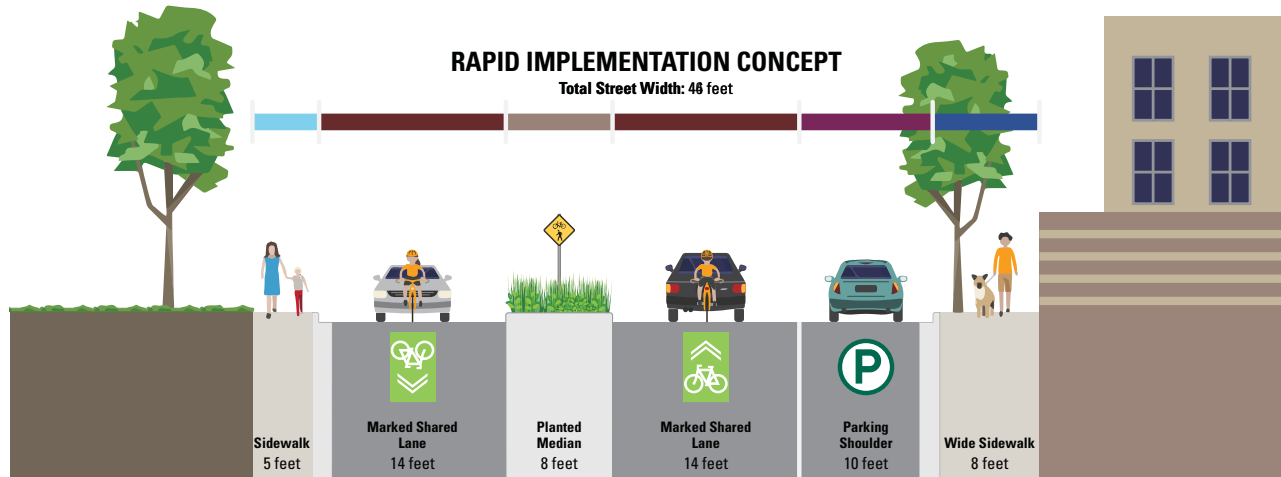 RAPID IMPLEMENTATION CONCEPT
Total Street Width: 46 feet
Sidewalk
5 feet
Marked Shared
Lane
14 feet
Planted
Median
8 feet
Marked Shared
Lane
14 feet
P
Parking
Shoulder
10 feet
Wide Sidewalk
8 feet